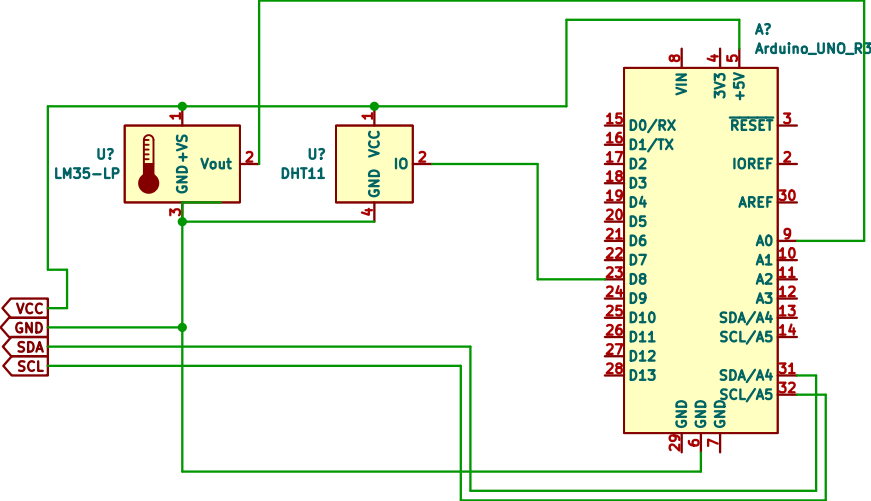 A?
Arduino_UNO_R3
8
VIN
4
3V3
5
+5V
1
+VS
U?
LM35-LP
Vout
2
GND
3
1
VCC
U?
DHT11
IO
2
GND
4
15 D0/RX
16 D1/TX
17 D2
18 D3
19 D4
20 D5
21 D6
22 D7
23 D8
24 D9
25 D10
26 D11
27 D12
28 D13
RESET 3
IOREF 2
AREF 30
A0 9
A1 10
A2 11
A3 12
SDA/A4 13
SCL/A5 14
SDA/A4 31
SCL/A5 32
GND
29
GND
6
GND
7
VCC
GND
SDA
SCL